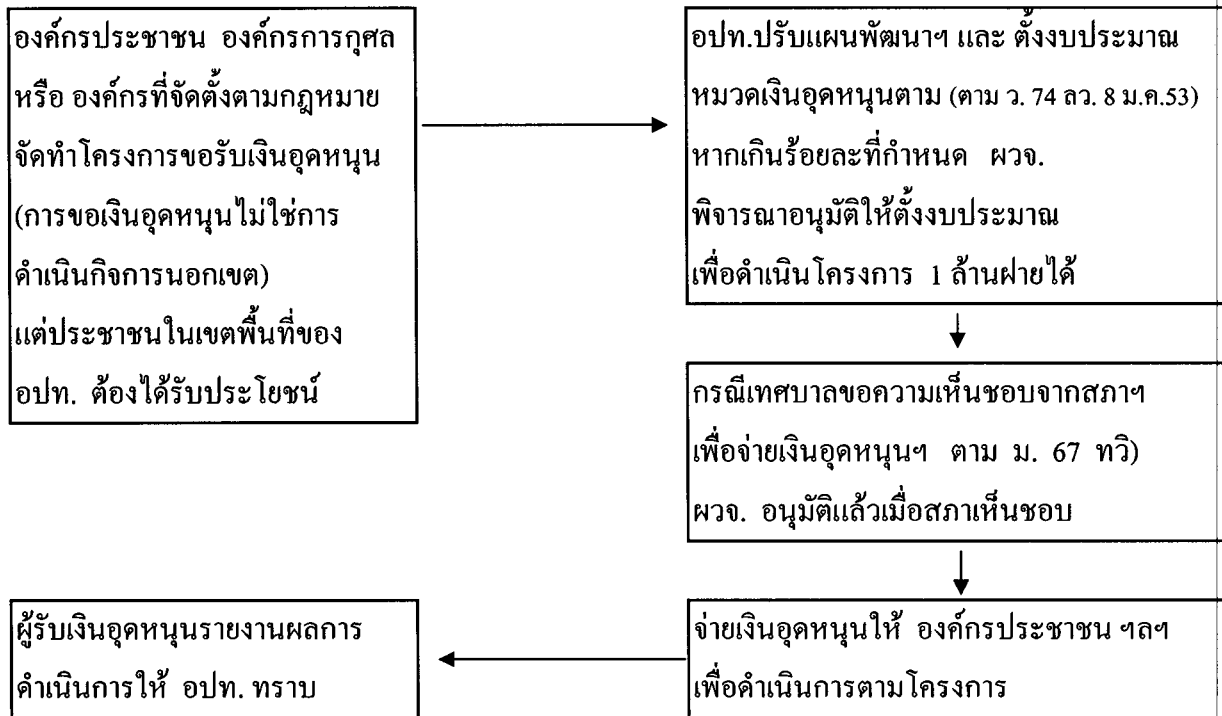 องค์กรประชาชน องค์กรการกุศล
หรือ องค์กรที่จัดตั้งตามกฎหมาย
จัดทำโครงการขอรับเงินอุดหนุน
(การขอเงินอุดหนุนไม่ใช่การ
ดำเนินกิจการนอกเขต)
แต่ประชาชนในเขตพื้นที่ของ
อปท. ต้องได้รับประโยชน์
อปท.ปรับแผนพัฒนาฯ และ ตั้งงบประมาณ
หมวดเงินอุดหนุนตาม (ตาม ว. 74 ลว. 8 ม.ค.53)
หากเกินร้อยละที่กำหนด ผวจ.
พิจารณาอนุมัติให้ตั้งงบประมาณ
เพื่อดำเนินโครงการ 1 ล้านฝายได้
กรณีเทศบาลขอความเห็นชอบจากสภาฯ
เพื่อจ่ายเงินอุดหนุนฯ ตาม ม. 67 ทวิ)
ผวจ. อนุมัติแล้วเมื่อสภาเห็นชอบ
จ่ายเงินอุดหนุนให้ องค์กรประชาชน ฯลฯ
เพื่อดำเนินการตามโครงการ
ผู้รับเงินอุดหนุนรายงานผลการ
ดำเนินการให้ อปท. ทราบ